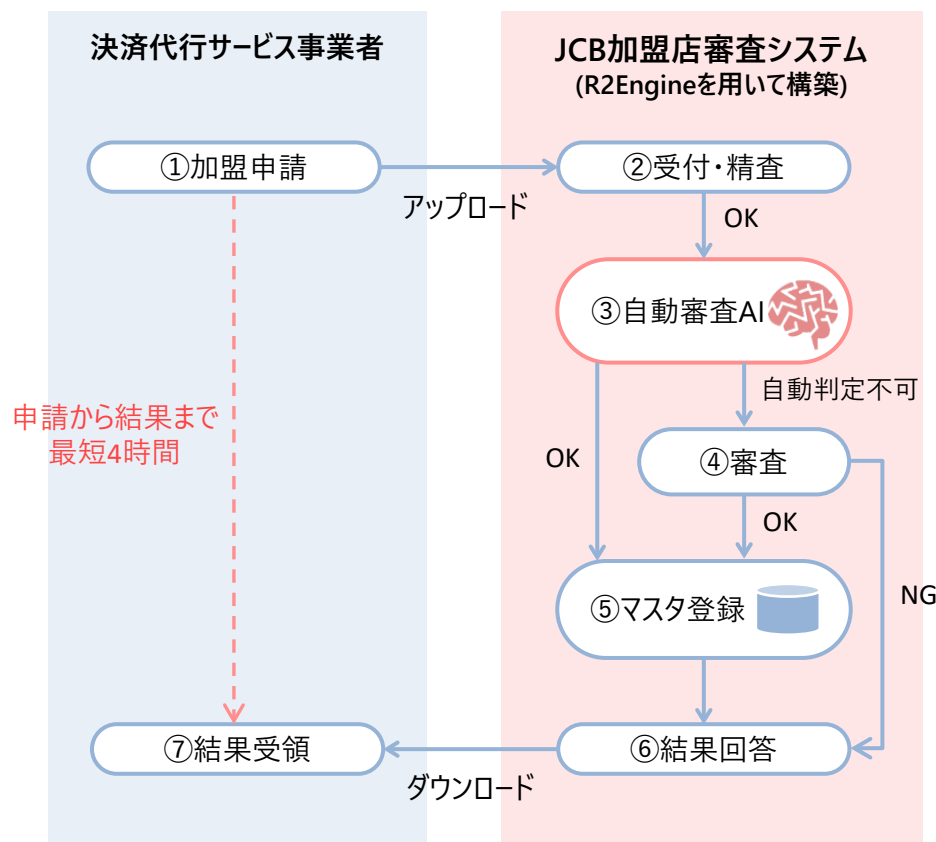 決済代行サービス事業者
JCB加盟店審査システム
(R2Engineを用いて構築)
①加盟申請
アップロード
②受付・精査
OK
③自動審査AI
自動判定不可
申請から結果まで
最短4時間
OK
④審査
OK
⑤マスタ登録
NG
⑥結果回答
ダウンロード
⑦結果受領